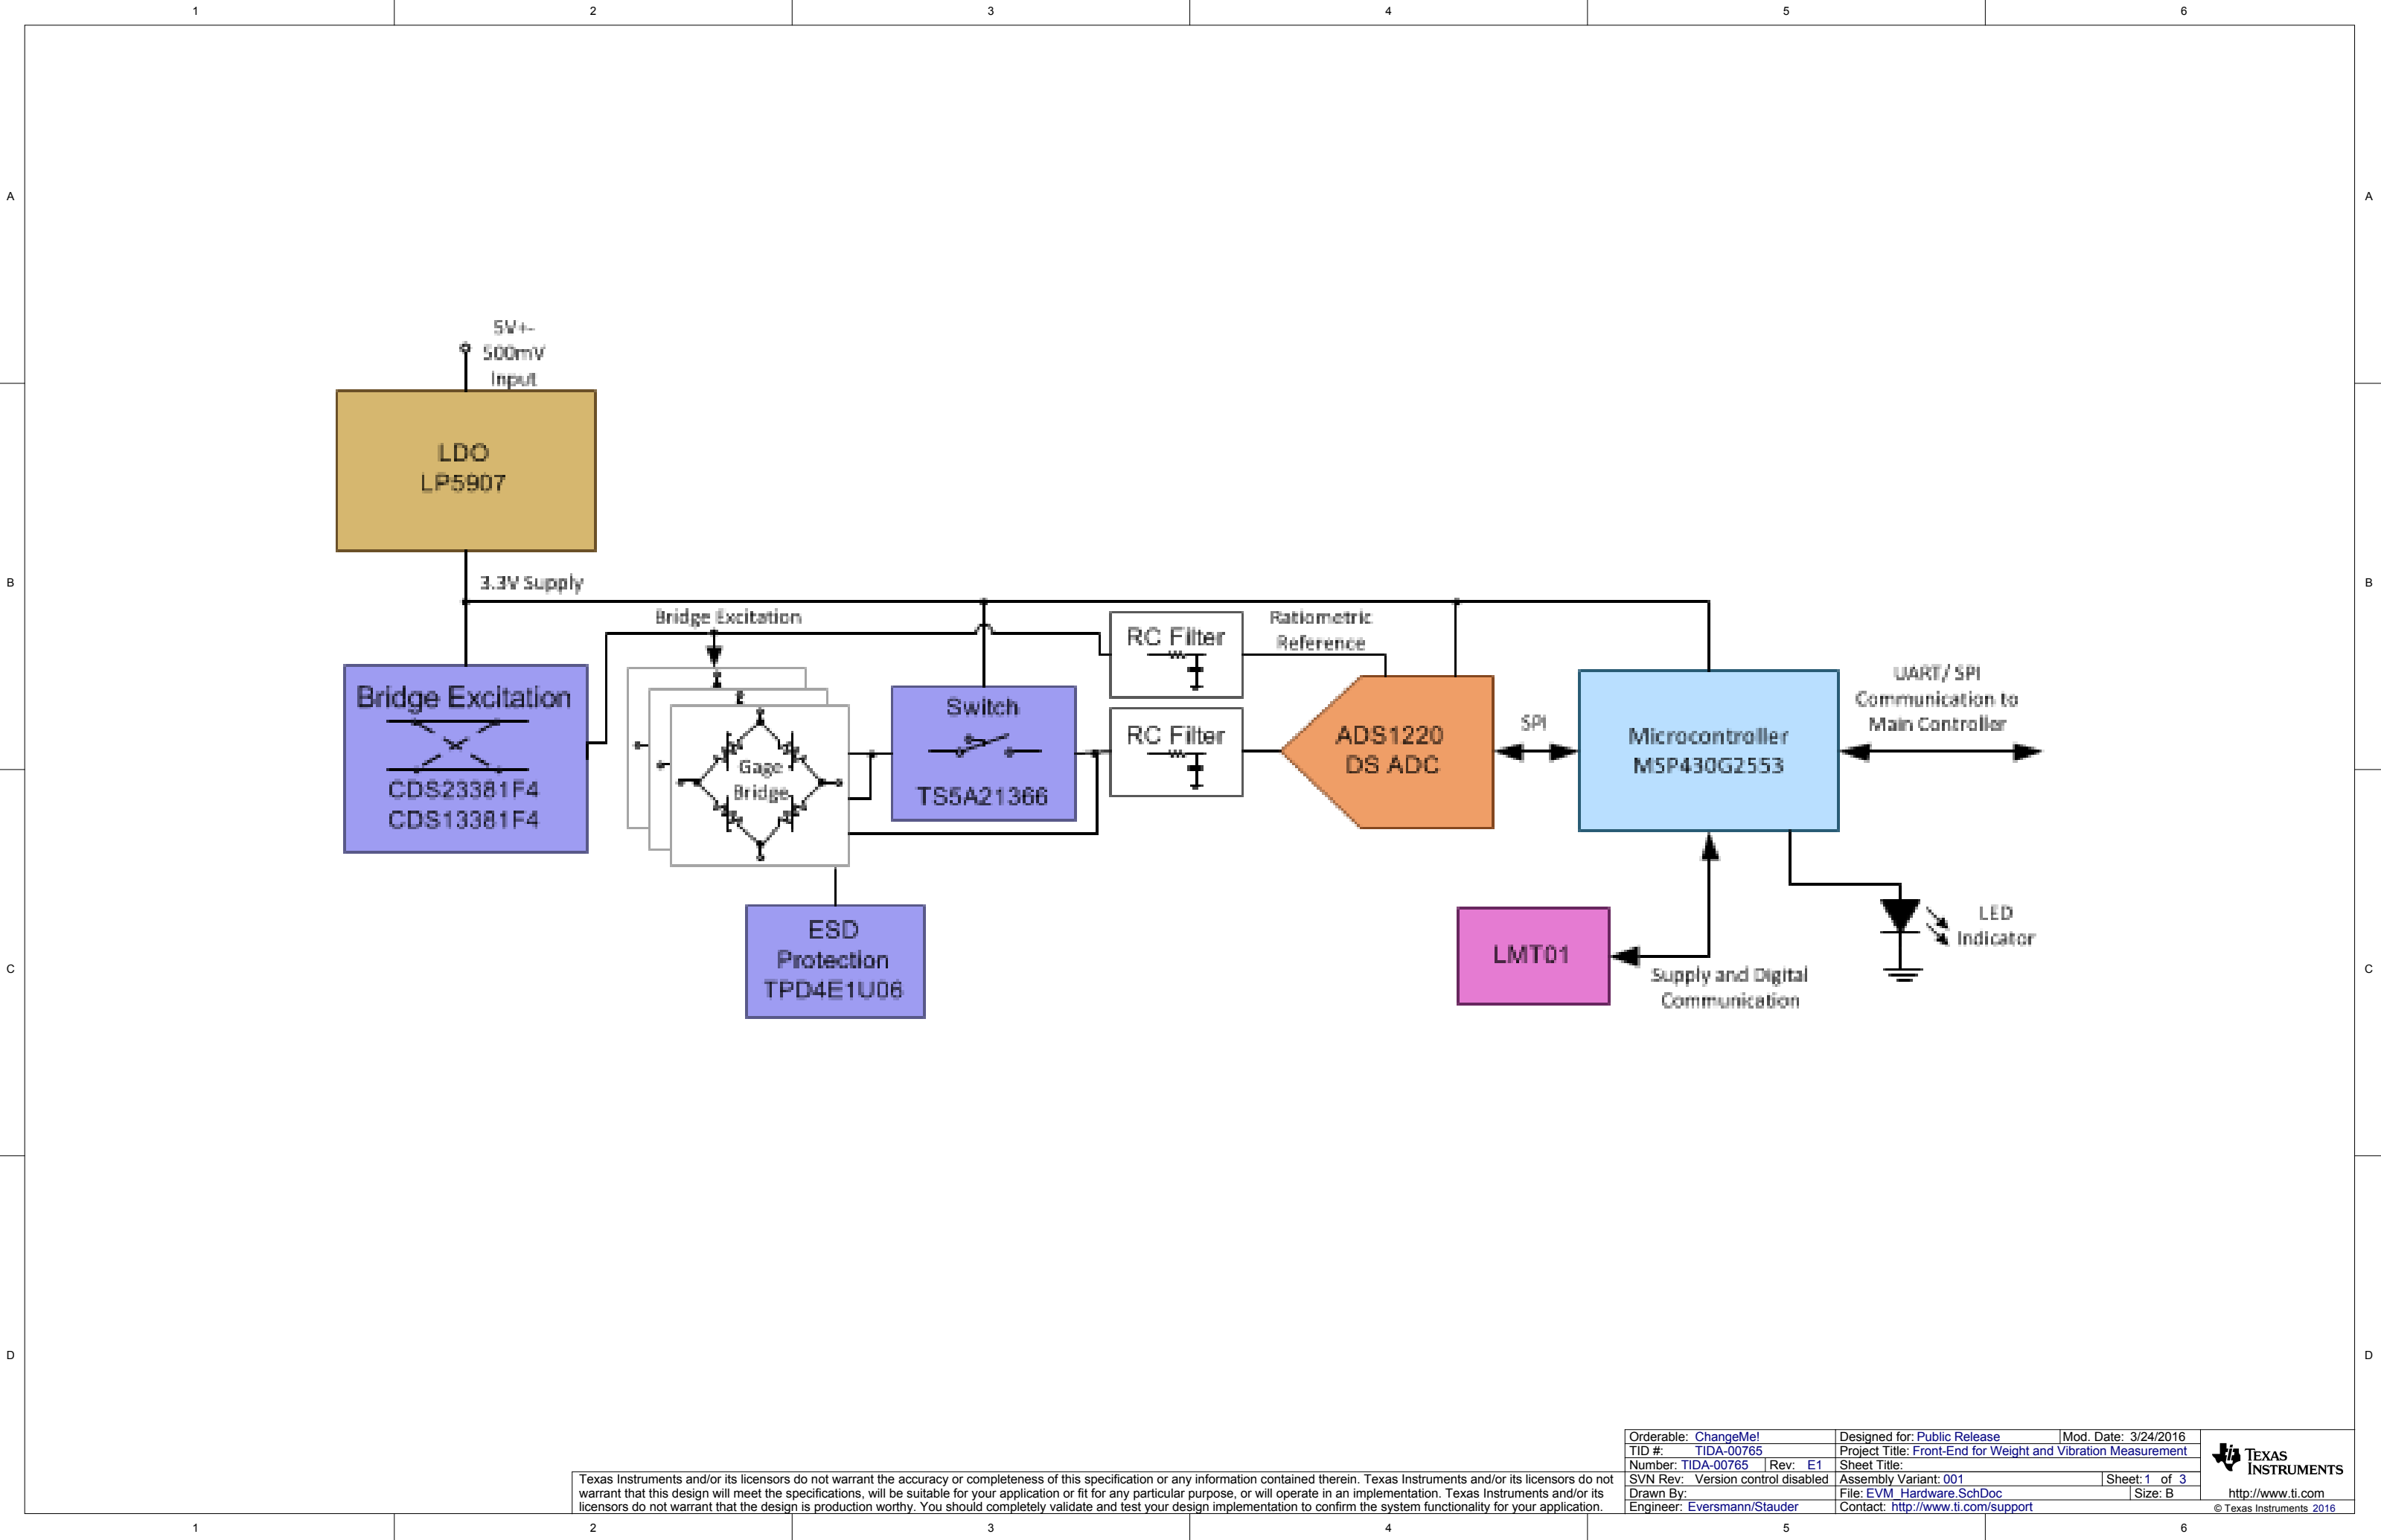 1 2 3 4 5 6
A A
5V+-
500mV
Input
LDO
LP5907
B B
3.3V Supply
Bridge Excitation
RC Filter
Ratiometric
Reference
Bridge Excitation
CDS23381F4
CDS13381F4
Gage
Bridge
Switch
TS5A21366
RC Filter
ADS1220
DS ADC
SPI
Microcontroller
MSP430G2553
UART/ SPI
Communication to
Main Controller
ESD
Protection
TPD4E1U06
LMT01
Supply and Digital
Communication
LED
Indicator
C C
D D
Texas Instruments and/or its licensors do not warrant the accuracy or completeness of this specification or any information contained therein. Texas Instruments and/or its licensors do not
warrant that this design will meet the specifications, will be suitable for your application or fit for any particular purpose, or will operate in an implementation. Texas Instruments and/or its
licensors do not warrant that the design is production worthy. You should completely validate and test your design implementation to confirm the system functionality for your application.
Orderable: ChangeMe! Designed for: Public Release Mod. Date: 3/24/2016
TID #: TIDA-00765 Project Title: Front-End for Weight and Vibration Measurement
Number: TIDA-00765 Rev: E1 Sheet Title:
SVN Rev: Version control disabled Assembly Variant: 001 Sheet: 1 of 3
Drawn By: File: EVM_Hardware.SchDoc Size: B
Engineer: Eversmann/Stauder Contact: http://www.ti.com/support
TEXAS
INSTRUMENTS
http://www.ti.com
© Texas Instruments 2016
1 2 3 4 5 6